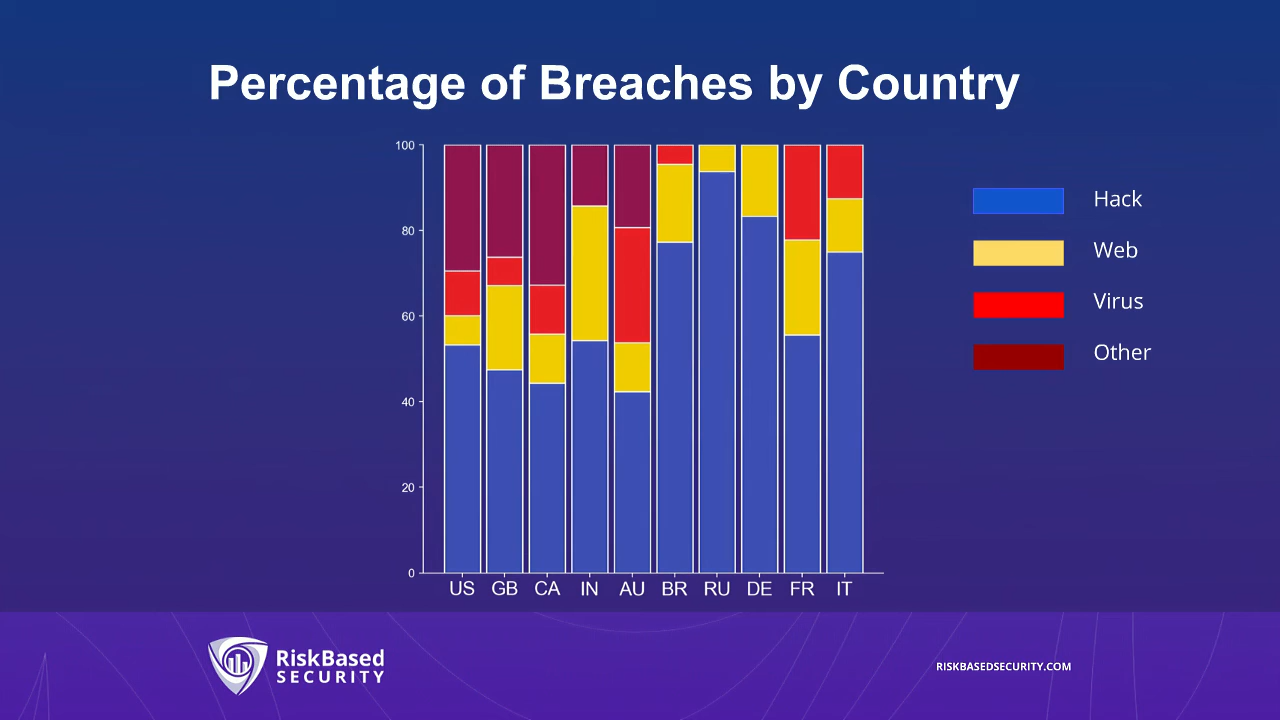 Percentage of Breaches by Country
100
80
60
40
20
0
US GB CA IN AU BR RU DE FR IT
Hack
Web
Virus
Other
RiskBased
SECURITY
RISKBASEDSECURITY.COM